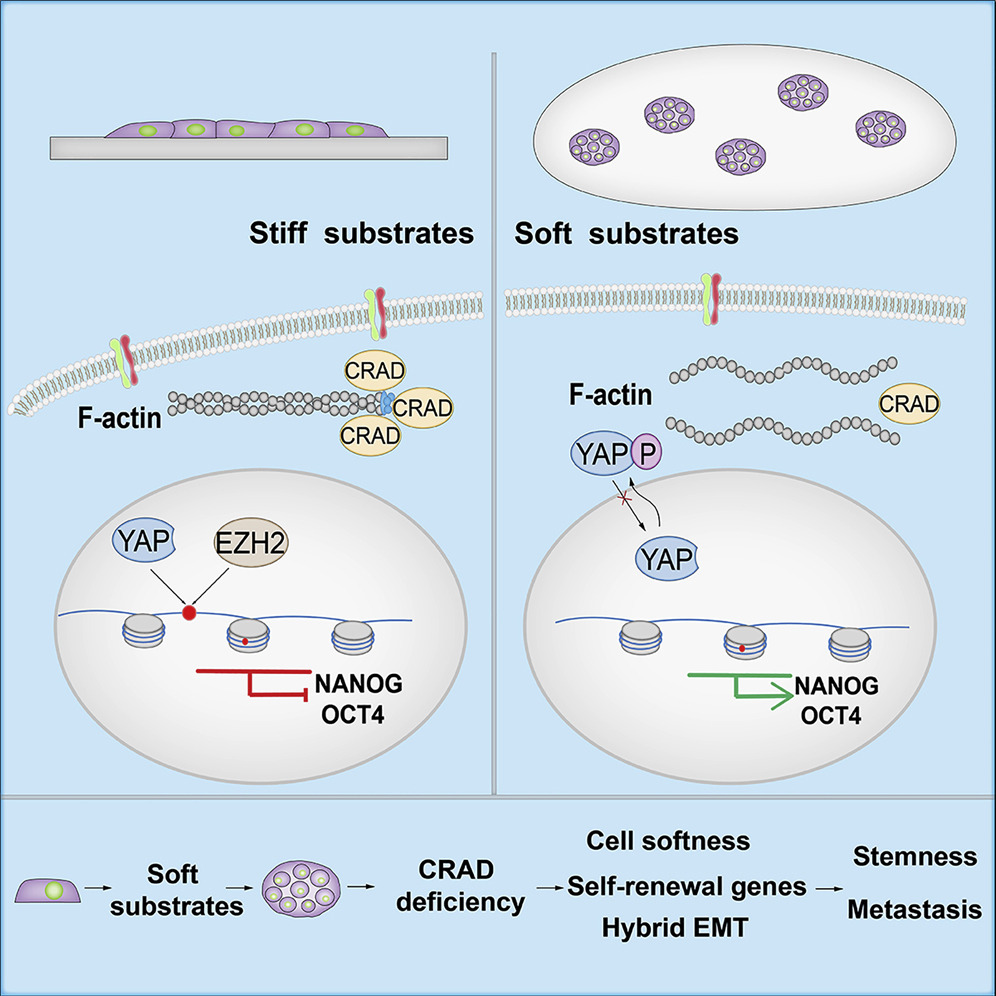 Stiff substrates
Soft substrates
CRAD
F-actin
CRAD
CRAD
YAP
EZH2
NANOG
OCT4
F-actin
CRAD
YAP P
YAP
NANOG
OCT4
Soft
substrates
CRAD
deficiency
Cell softness
Self-renewal genes
Hybrid EMT
Stemness
Metastasis